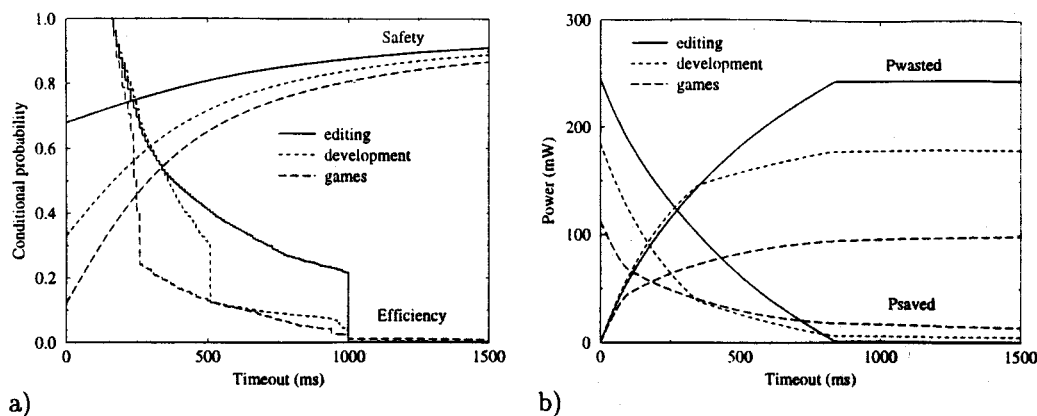 1.0
0.8
0.6
0.4
0.2
0.0
Conditional probability
Safety
editing
development
games
Efficiency
0
500
1000
1500
Timeout (ms)
a)
300
200
100
0
Power (mW)
editing
development
games
Pwasted
Psaved
0
500
1000
1500
Timeout (ms)
b)